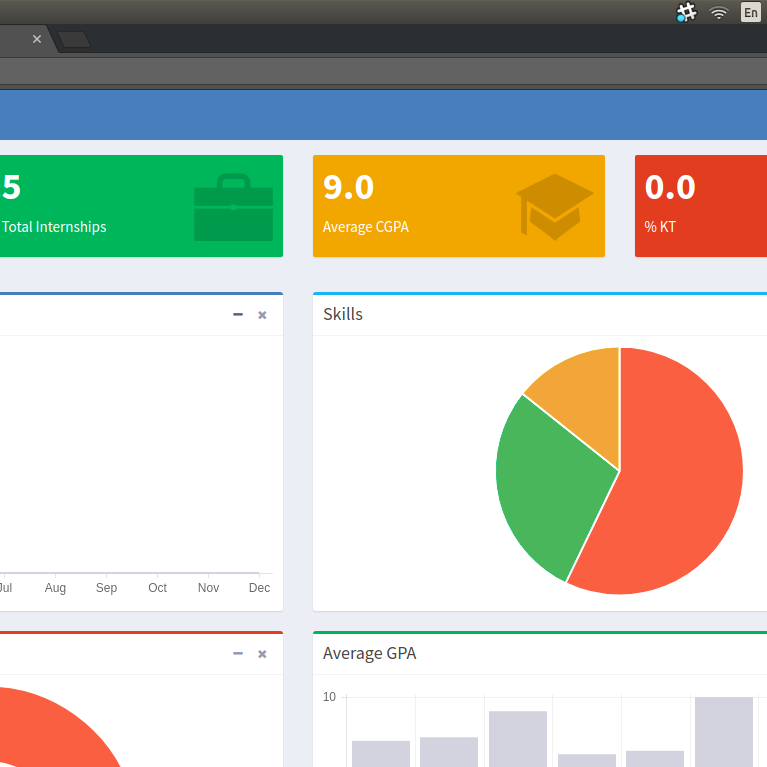 En
5
Total Internships
9.0
Average CGPA
0.0
% KT
Skills
Jul
Aug
Sep
Oct
Nov
Dec
Average GPA
10